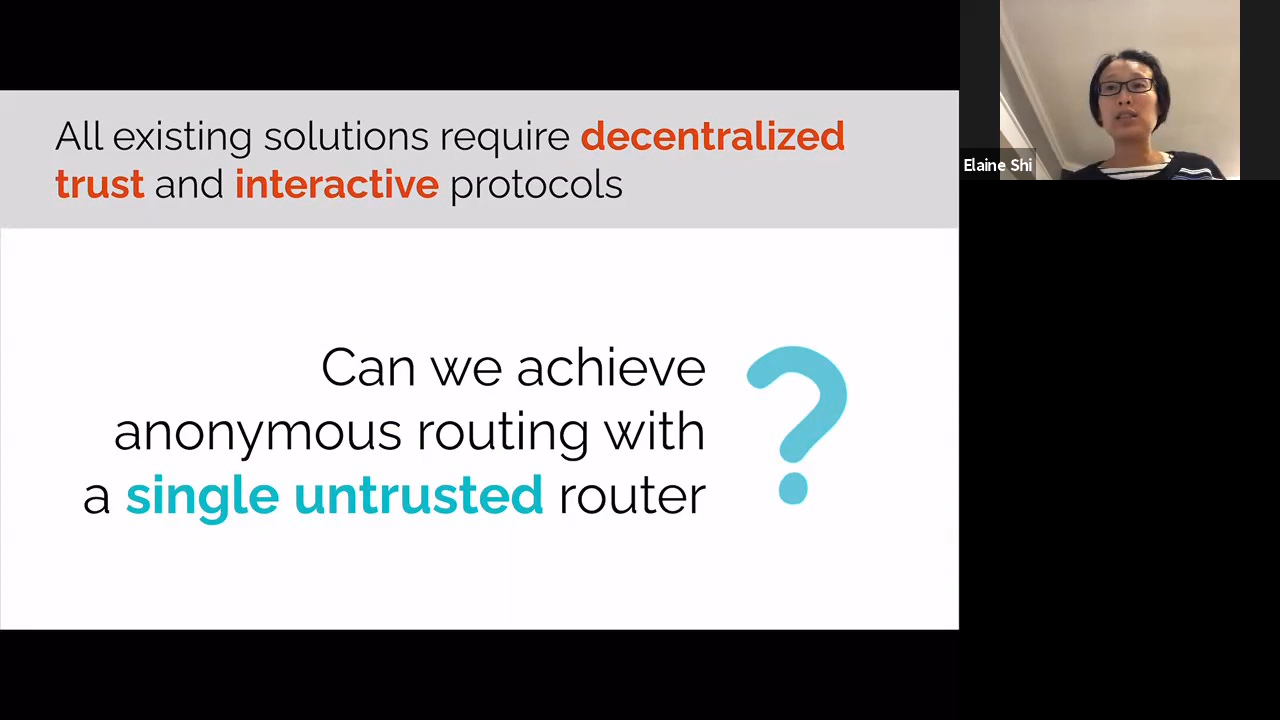 All existing solutions require decentralized
trust and interactive protocols
Can we achieve
anonymous routing with
a single untrusted router
?
Elaine Shi